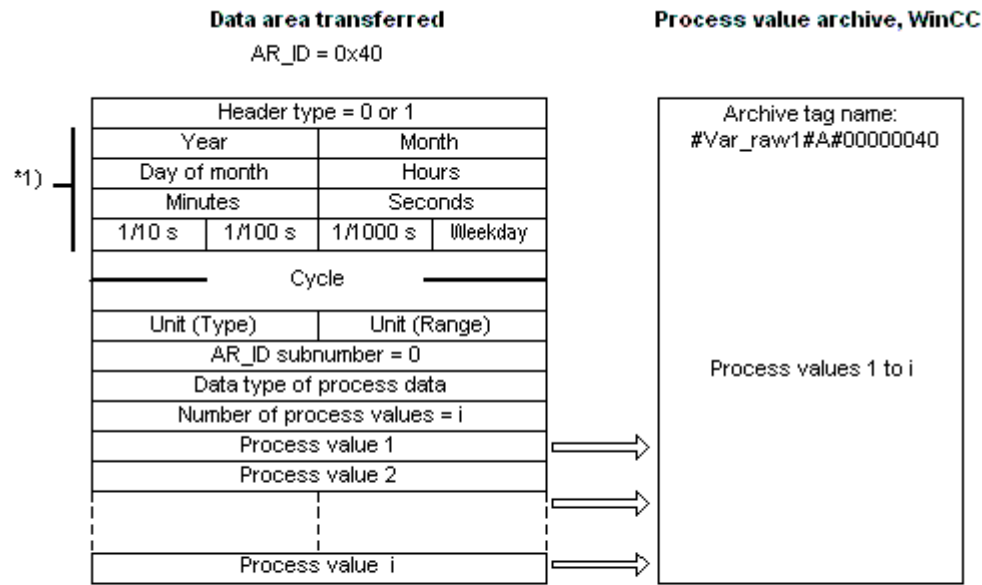 Data area transferred
AR_ID = 0x40
Process value archive, WinCC
Header type = 0 or 1
*1)
Year
Month
Day of month
Hours
Minutes
Seconds
1/10 s
1/100 s
1/1000 s
Weekday
Cycle
Unit (Type)
Unit (Range)
AR_ID subnumber = 0
Data type of process data
Number of process values = i
Process value 1
Process value 2
Process value i
Archive tag name:
#Var_raw1#A#00000040
Process values 1 to i